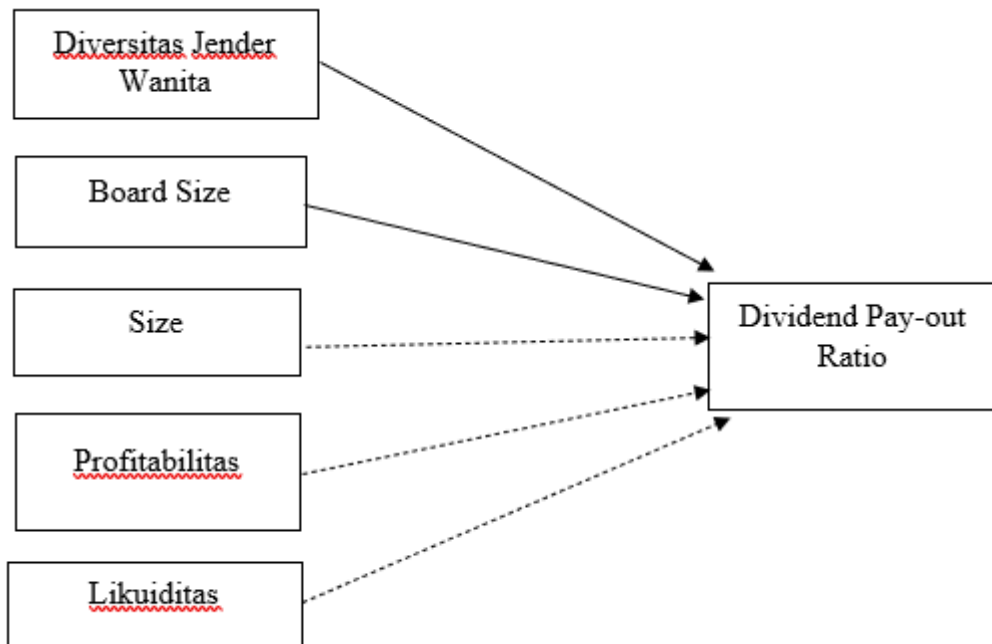 Diversitas Jender
Wanita
Board Size
Size
Profitabilitas
Likuiditas
Dividend Pay-out
Ratio